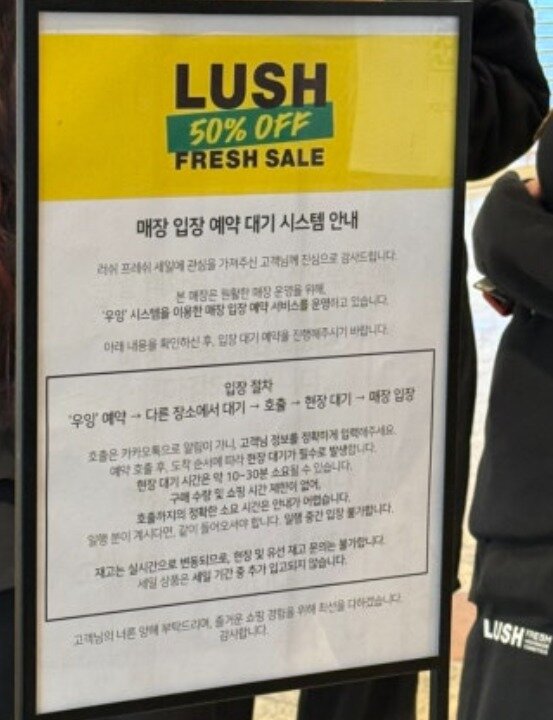 LUSH
50% OFF
FRESH SALE
매장 입장 예약 대기 시스템 안내
러쉬 프레쉬 세일에 관심을 가져주신 고객님께 진심으로 감사드립니다.
본 매장은 원활한 매장 운영을 위해,
'우잉' 시스템을 이용한 매장 입장 예약 서비스를 운영하고 있습니다.
아래 내용을 확인하신 후, 입장 대기 예약을 진행해주시기 바랍니다.
입장 절차
'우잉' 예약 → 다른 장소에서 대기 → 호출 → 현장 대기 → 매장 입장
호출은 카카오톡으로 알림이 가니, 고객님 정보를 정확하게 입력해주세요.
예약 호출 후, 도착 순서에 따라 현장 대기가 필수로 발생합니다.
현장 대기 시간은 약 10~30분 소요될 수 있습니다.
구매 수량 및 쇼핑 시간 제한이 없어,
호출까지의 정확한 소요 시간은 안내가 어렵습니다.
일행 분이 계시다면, 같이 들어오셔야 합니다. 일행 중간 입장 불가합니다.
재고는 실시간으로 변동되므로, 현장 및 유선 재고 문의는 불가합니다.
세일 상품은 세일 기간 중 추가 입고되지 않습니다.
고객님의 너른 양해 부탁드리며, 즐거운 쇼핑 경험을 위해 최선을 다하겠습니다.
감사합니다.
LUSH FRESH